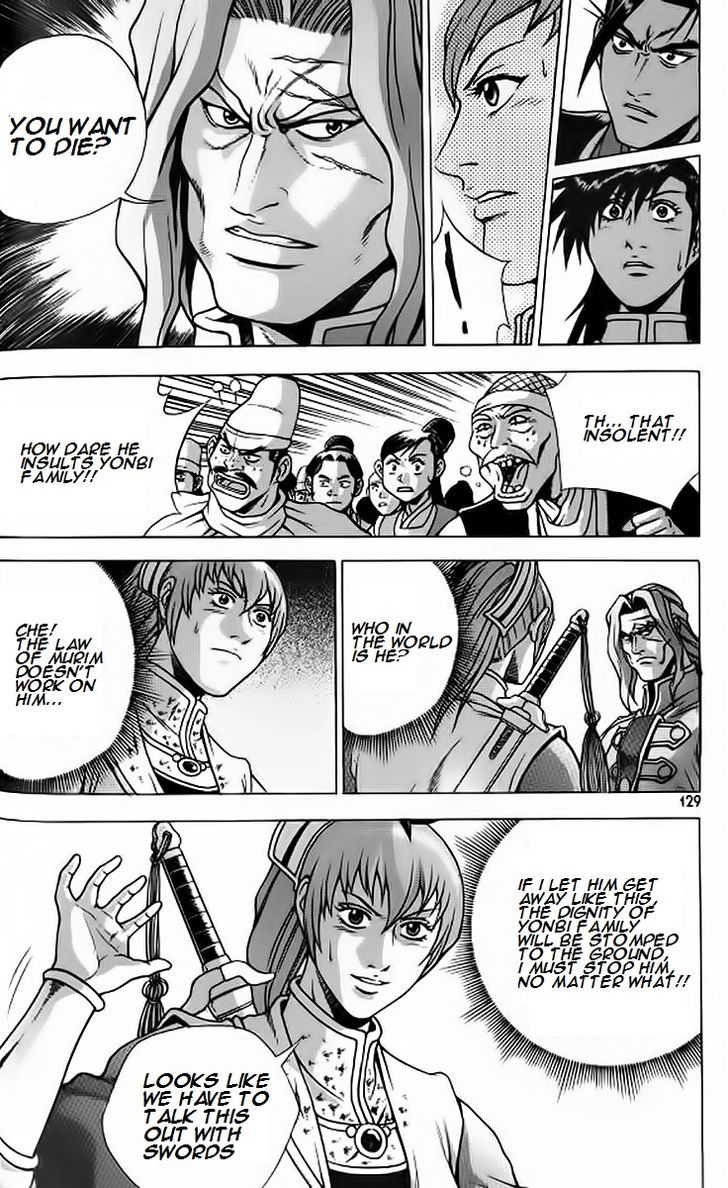 YOU WANT
TO DIE?
!
HOW DARE HE
INSULTS YONBI
FAMILY!!
TH... THAT
INSOLENT!!
CHE!
THE LAW
OF MURIM
DOESN'T
WORK ON
HIM...
WHO IN
THE WORLD
IS HE?
129
IF I LET HIM GET
AWAY LIKE THIS,
THE DIGNITY OF
YONBI FAMILY
WILL BE STOMPED
TO THE GROUND,
I MUST STOP HIM,
NO MATTER WHAT!!
LOOKS LIKE
WE HAVE TO
TALK THIS
OUT WITH
SWORDS